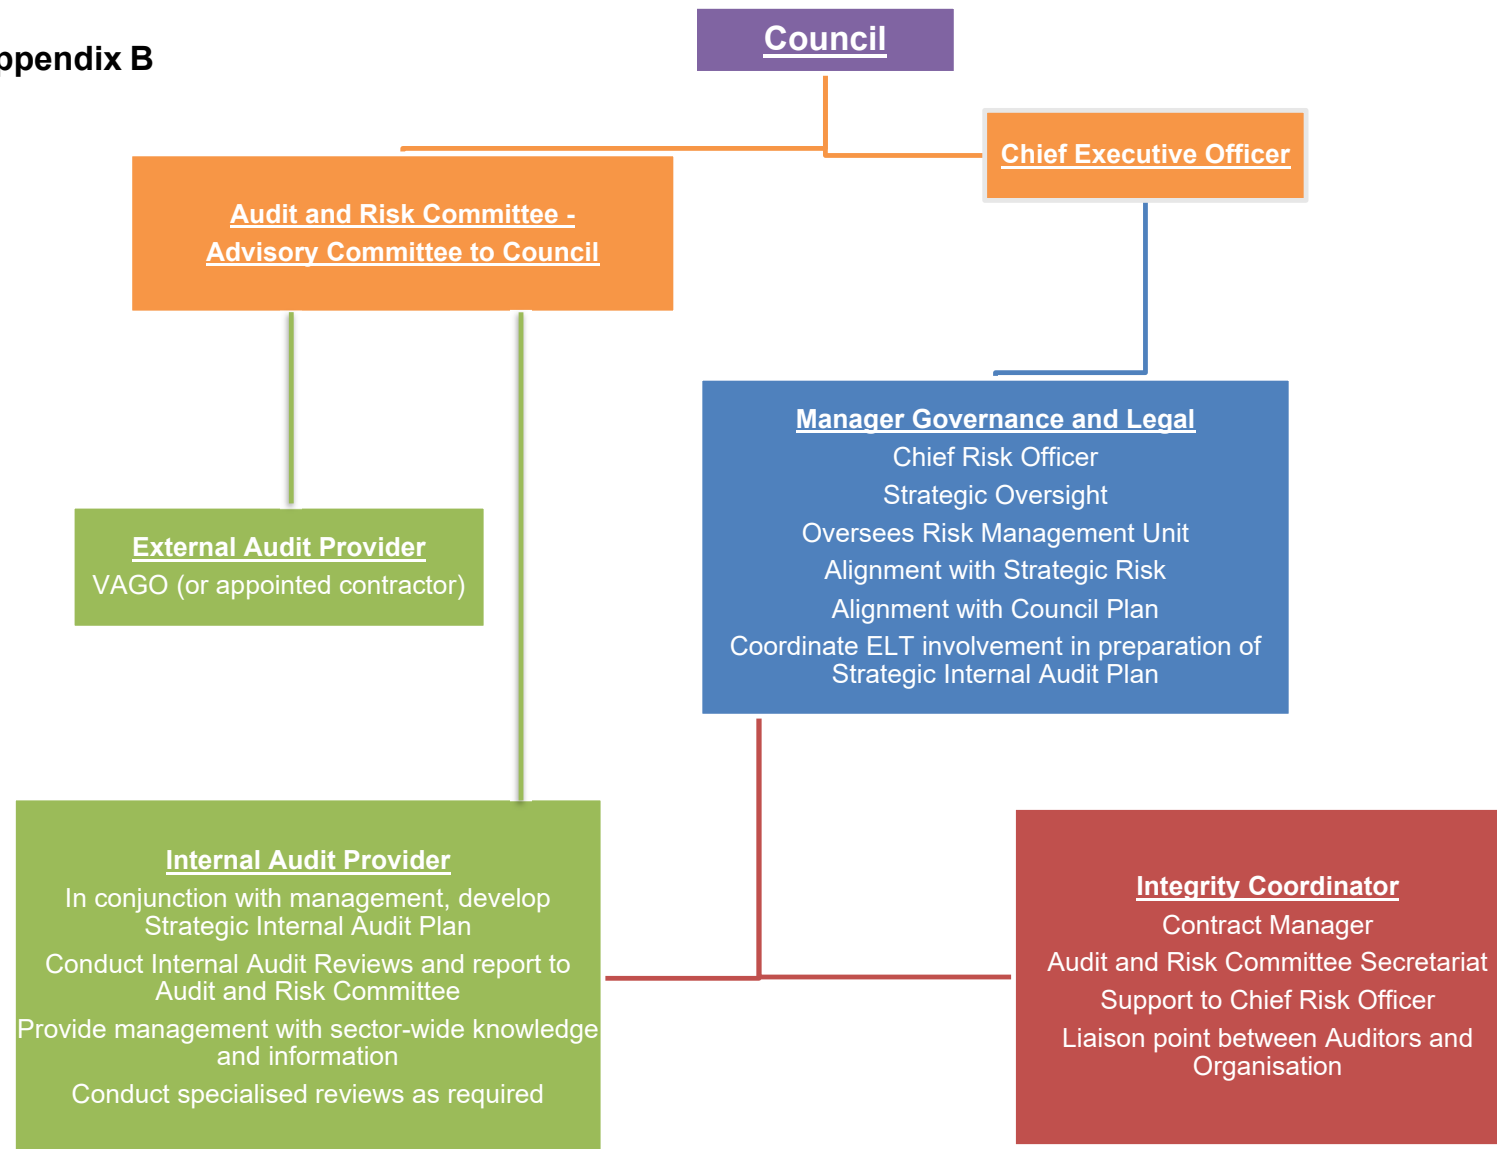 ppendix B
Council
Chief Executive Officer
Audit and Risk Committee -
Advisory Committee to Council
Manager Governance and Legal
Chief Risk Officer
Strategic Oversight
Oversees Risk Management Unit
Alignment with Strategic Risk
Alignment with Council Plan
Coordinate ELT involvement in preparation of
Strategic Internal Audit Plan
External Audit Provider
VAGO (or appointed contractor)
Internal Audit Provider
In conjunction with management, develop
Strategic Internal Audit Plan
Conduct Internal Audit Reviews and report to
Audit and Risk Committee
Provide management with sector-wide knowledge
and information
Conduct specialised reviews as required
Integrity Coordinator
Contract Manager
Audit and Risk Committee Secretariat
Support to Chief Risk Officer
Liaison point between Auditors and
Organisation